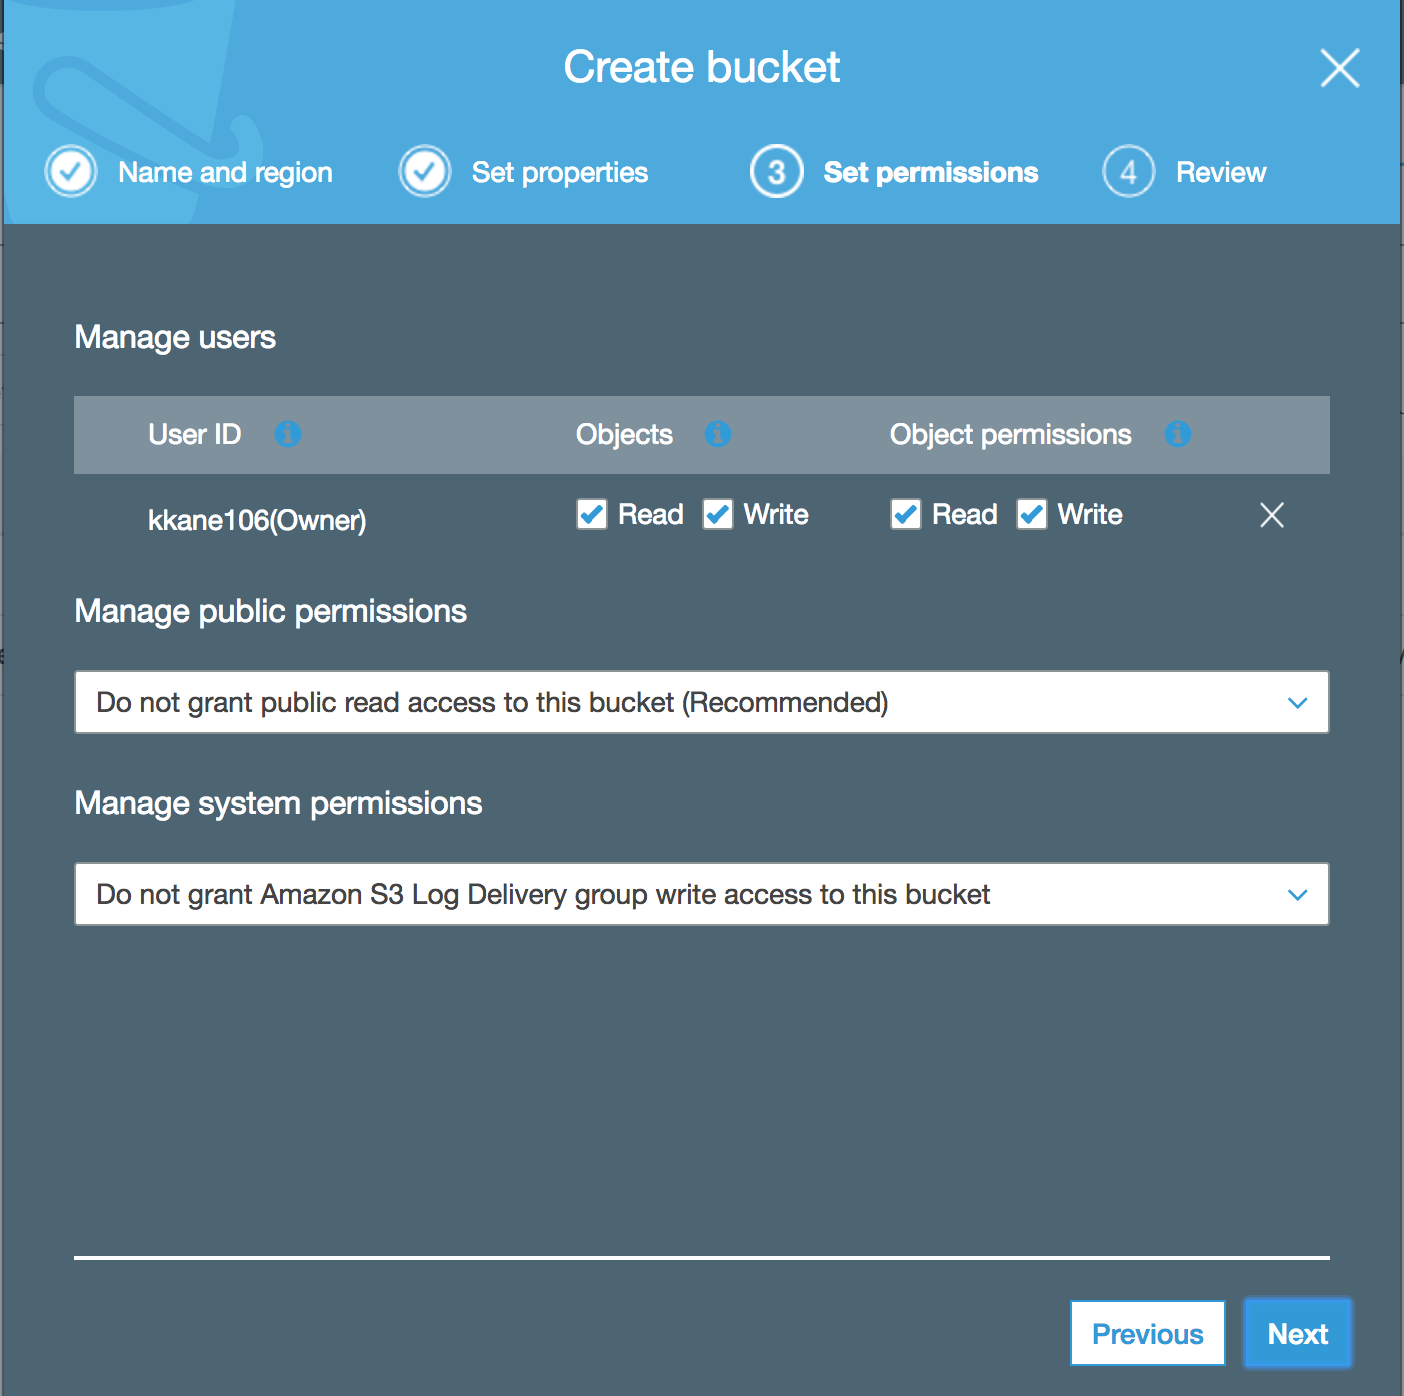 Create bucket
Name and region
Set properties
3 Set permissions
4 Review
Manage users
User ID Objects Object permissions
kkane106(Owner) Read Write Read Write
Manage public permissions
Do not grant public read access to this bucket (Recommended)
Manage system permissions
Do not grant Amazon S3 Log Delivery group write access to this bucket
Previous Next